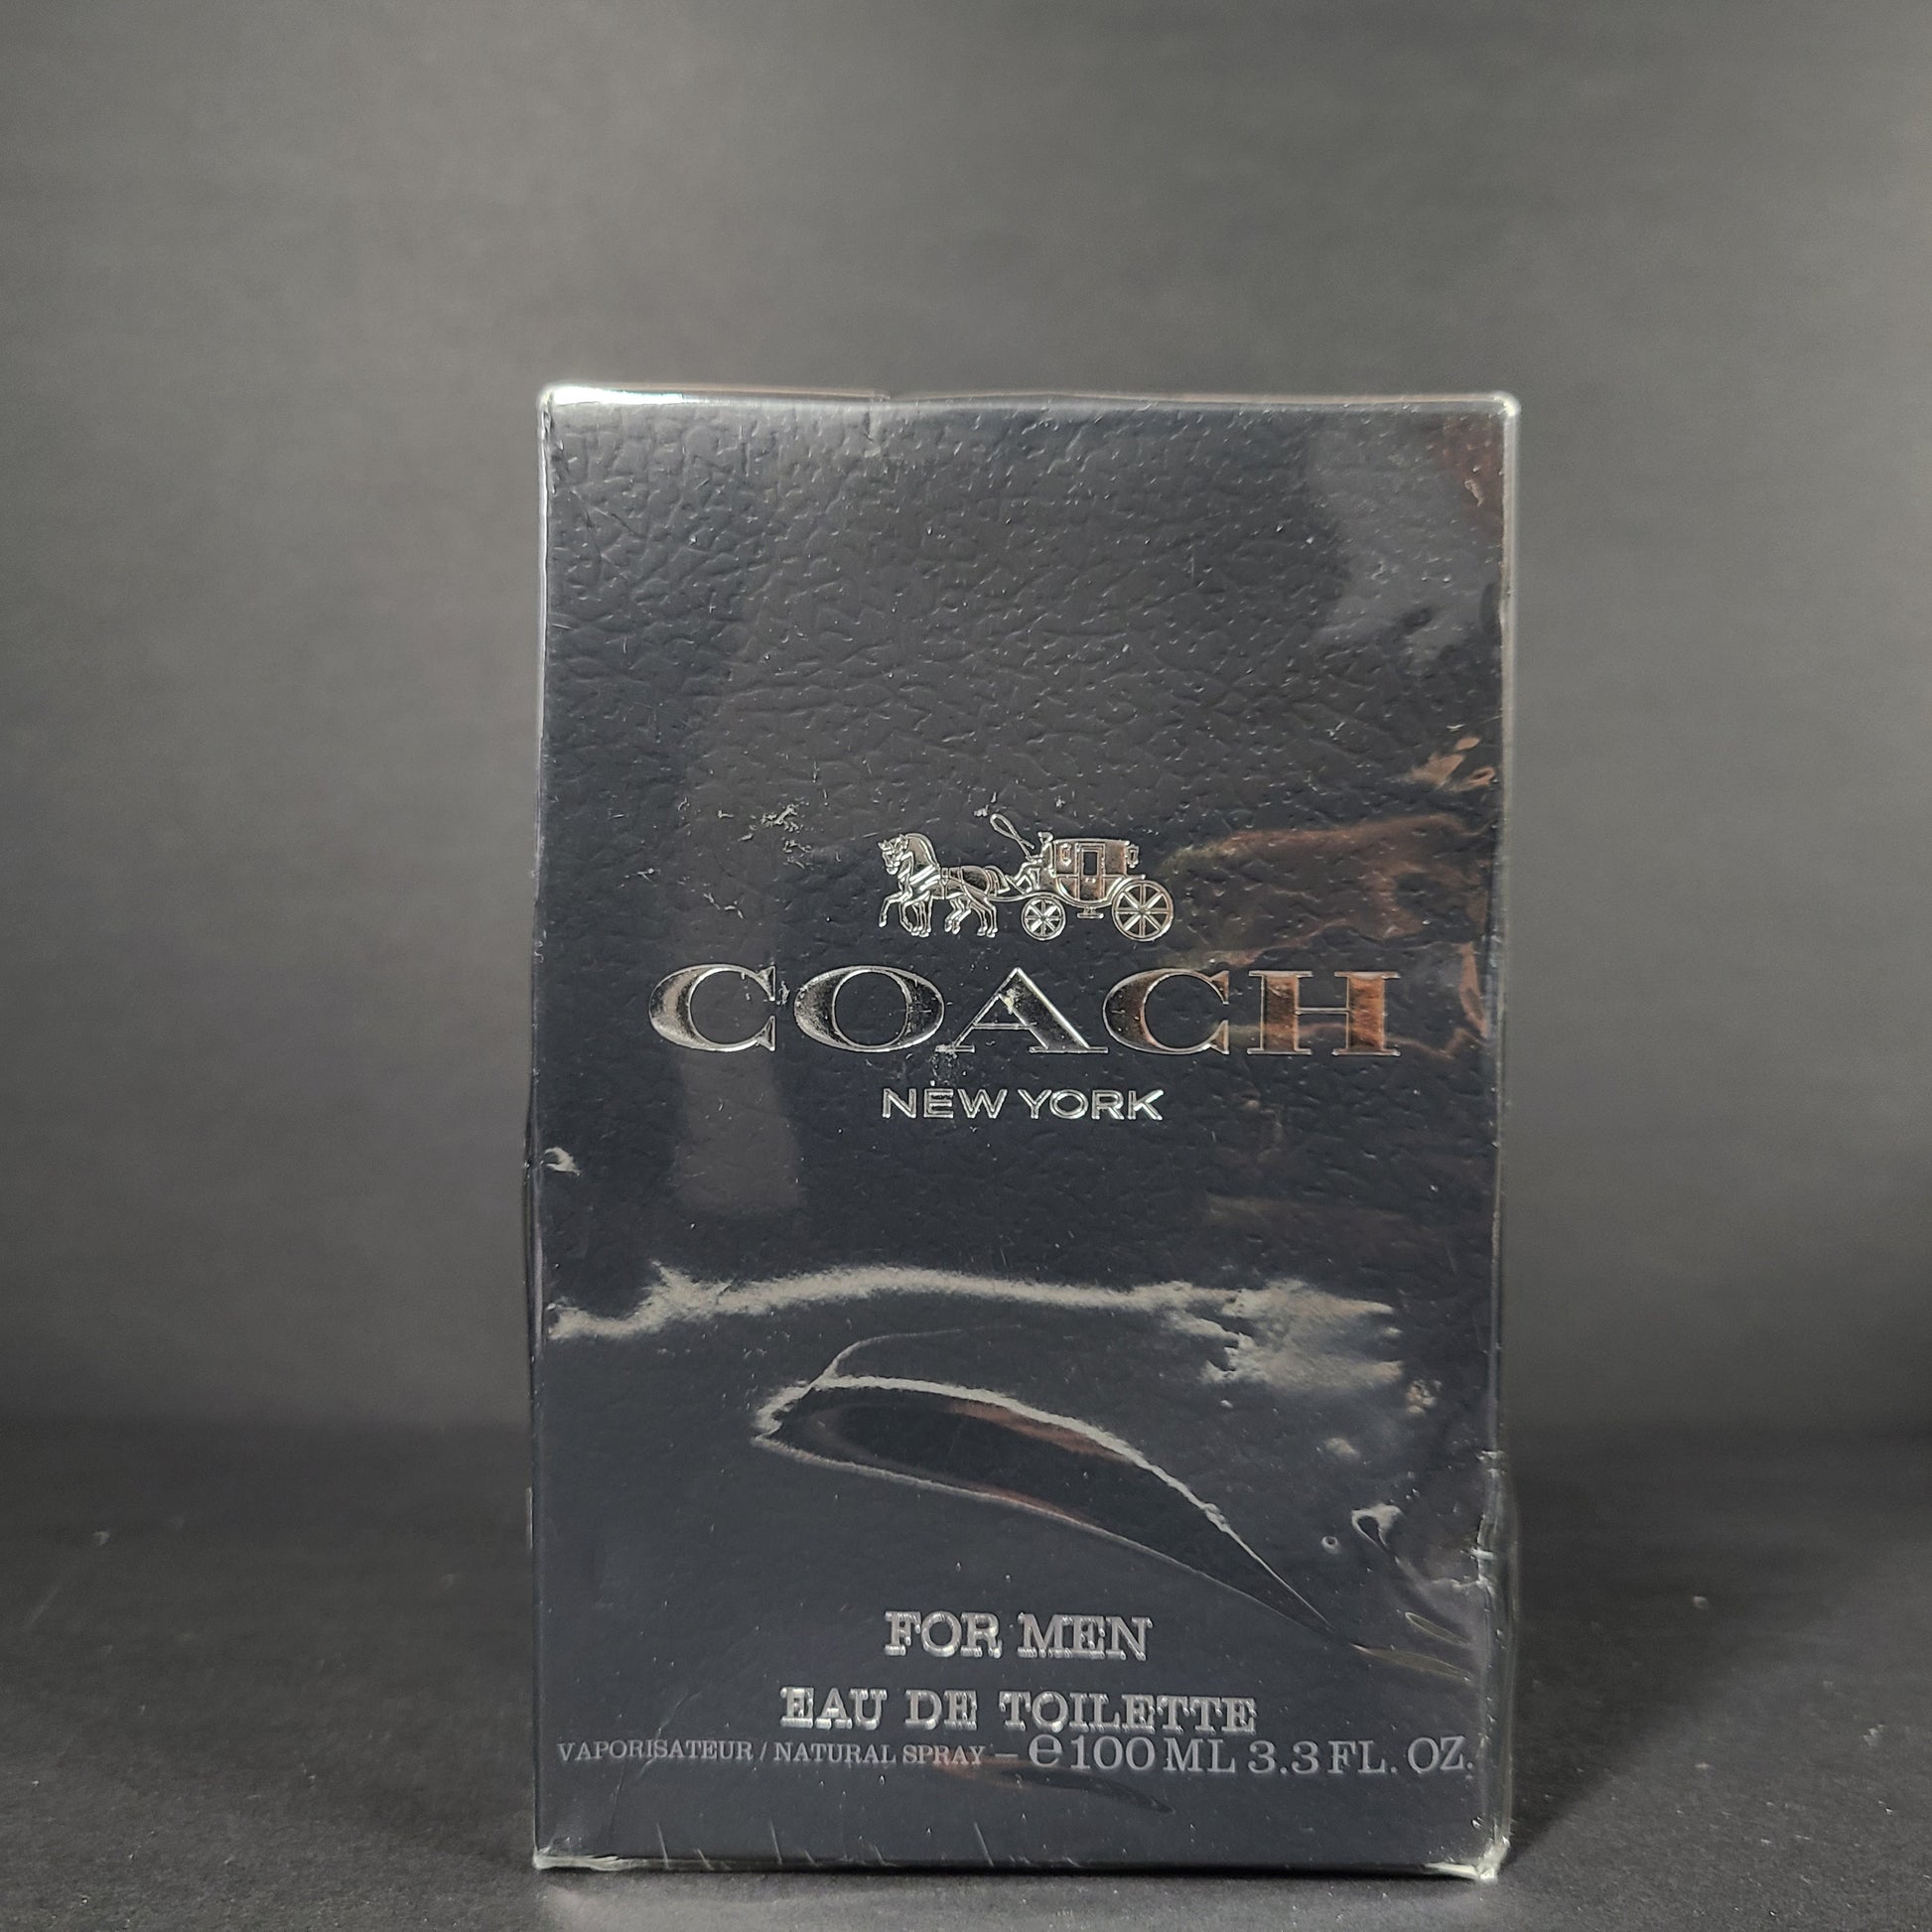 COACH
NEW YORK
FOR MEN
EAU DE TOILETTE
VAPORISATEUR / NATURAL SPRAY – ℮ 100 ML 3.3 FL. OZ.